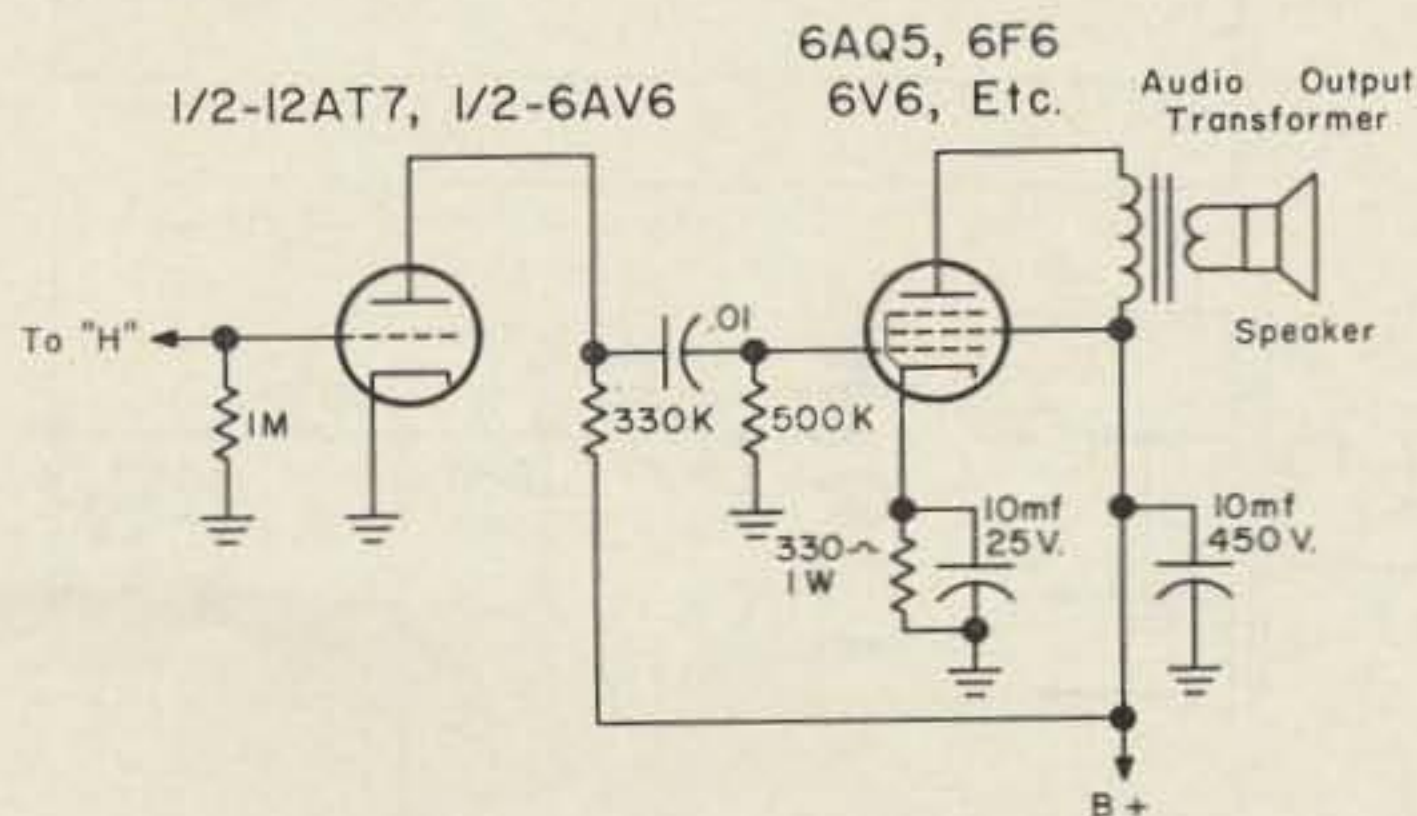 6AQ5, 6F6
6V6, Etc.
1/2-12AT7, 1/2-6AV6
Audio Output
Transformer
To "H"
.01
Speaker
1M
330K
500K
10mf
25V.
10mf
450V.
330~
1W
B+